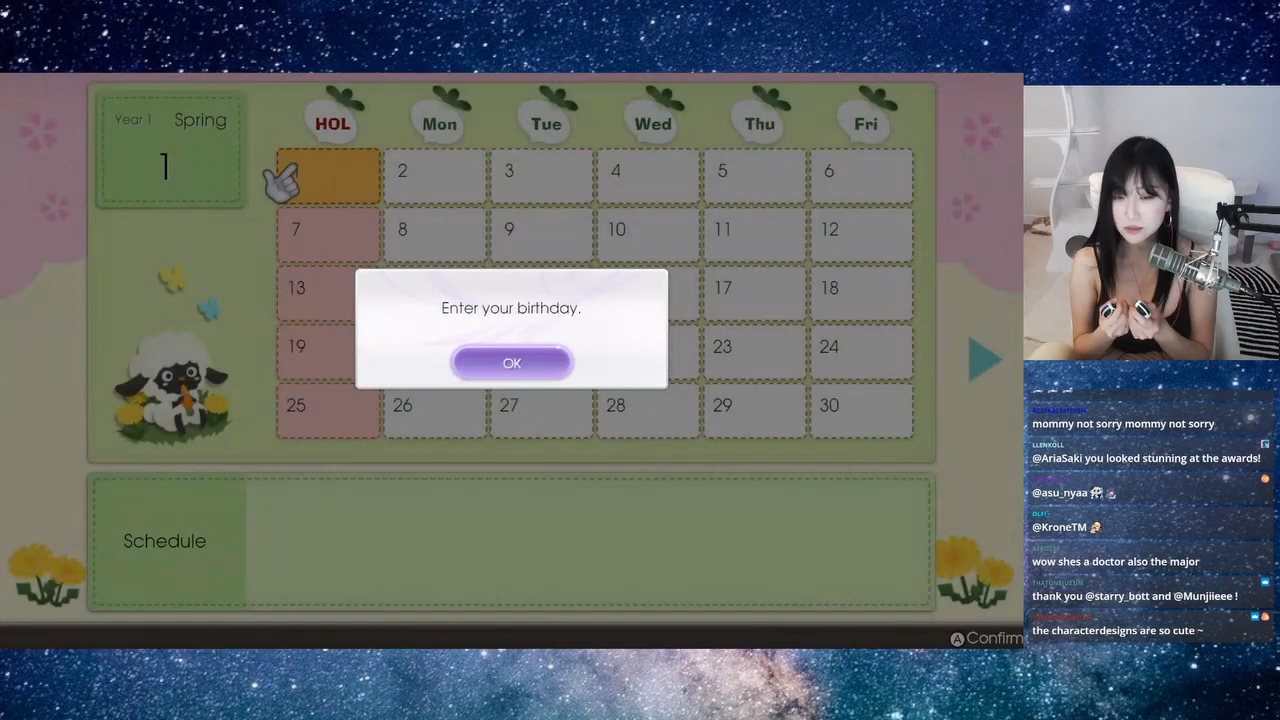 Year 1 Spring
1
HOL Mon Tue Wed Thu Fri
2 3 4 5 6
7 8 9 10 11 12
13 17 18
19 23 24
25 26 27 28 29 30
Enter your birthday.
OK
Schedule
A Confirm
mommy not sorry mommy not sorry
LLENKOLL
@AriaSaki you looked stunning at the awards!
@asu_nyaa
OLFI
@KroneTM
wow shes a doctor also the major
THATONEJUSTIN
thank you @starry_bott and @Munjiieee !
the characterdesigns are so cute ~